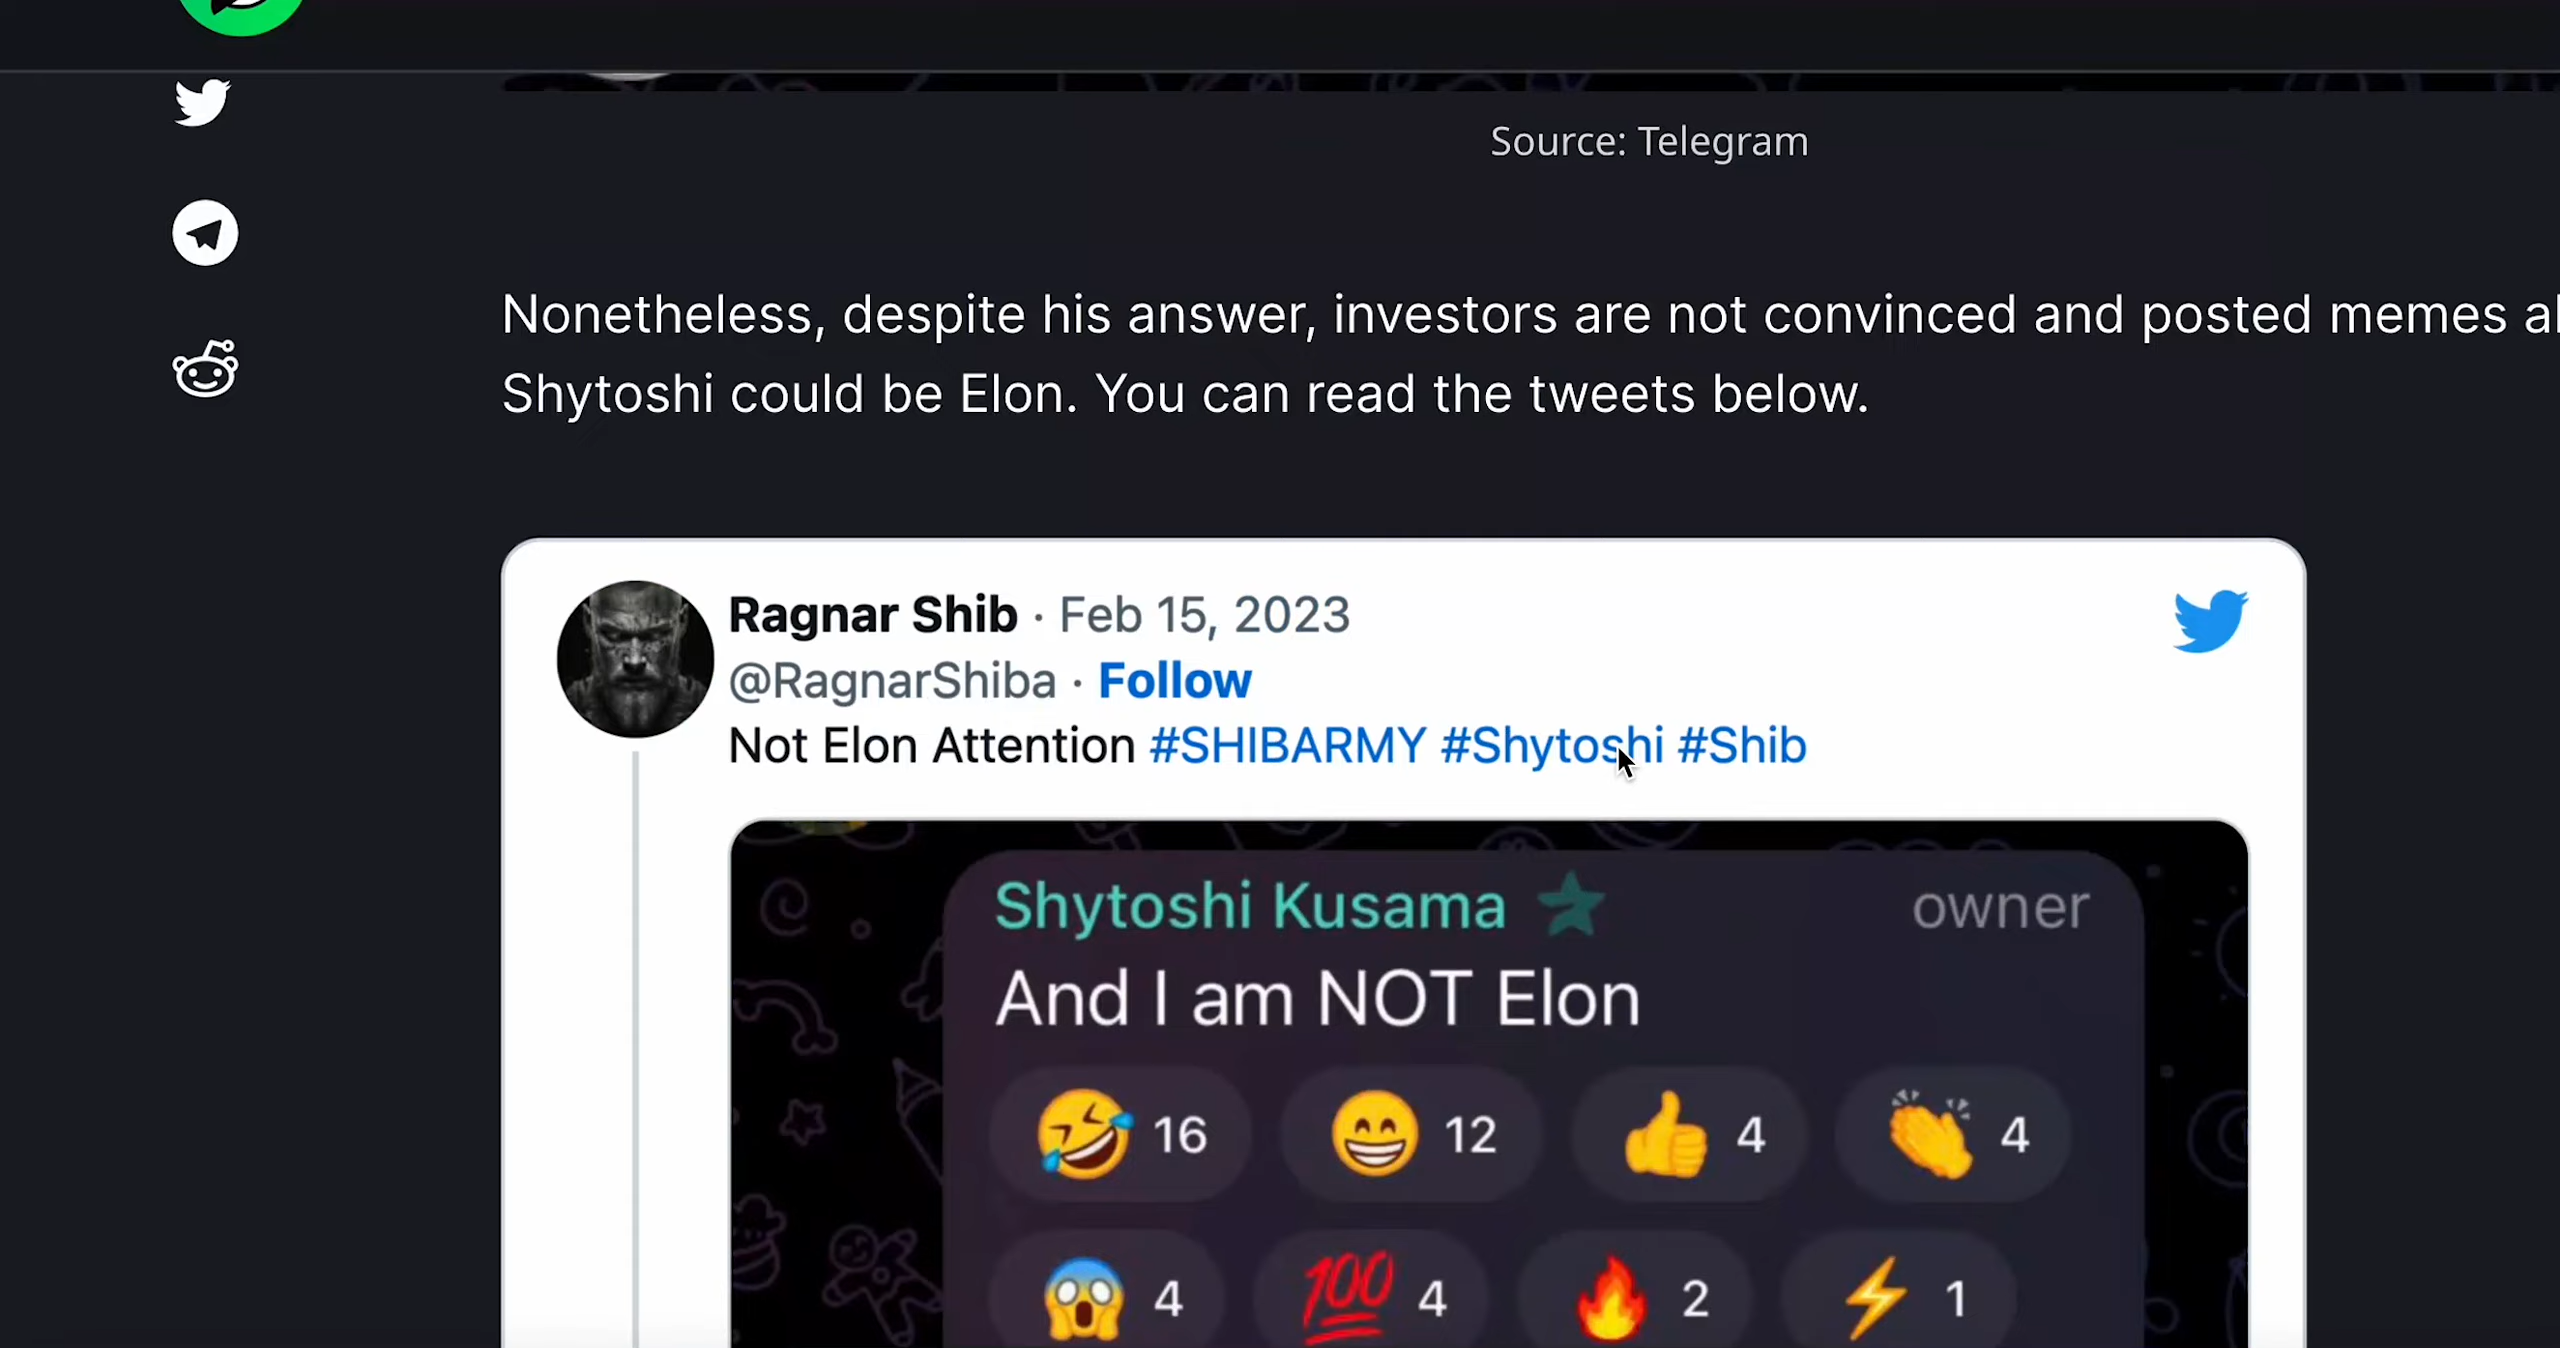 Source: Telegram
Nonetheless, despite his answer, investors are not convinced and posted memes
Shytoshi could be Elon. You can read the tweets below.
Ragnar Shib · Feb 15, 2023
@RagnarShiba · Follow
Not Elon Attention #SHIBARMY #Shytoshi #Shib
Shytoshi Kusama owner
And I am NOT Elon
🤣 16 😁 12 👍 4 👏 4
😱 4 💯 4 🔥 2 ⚡ 1